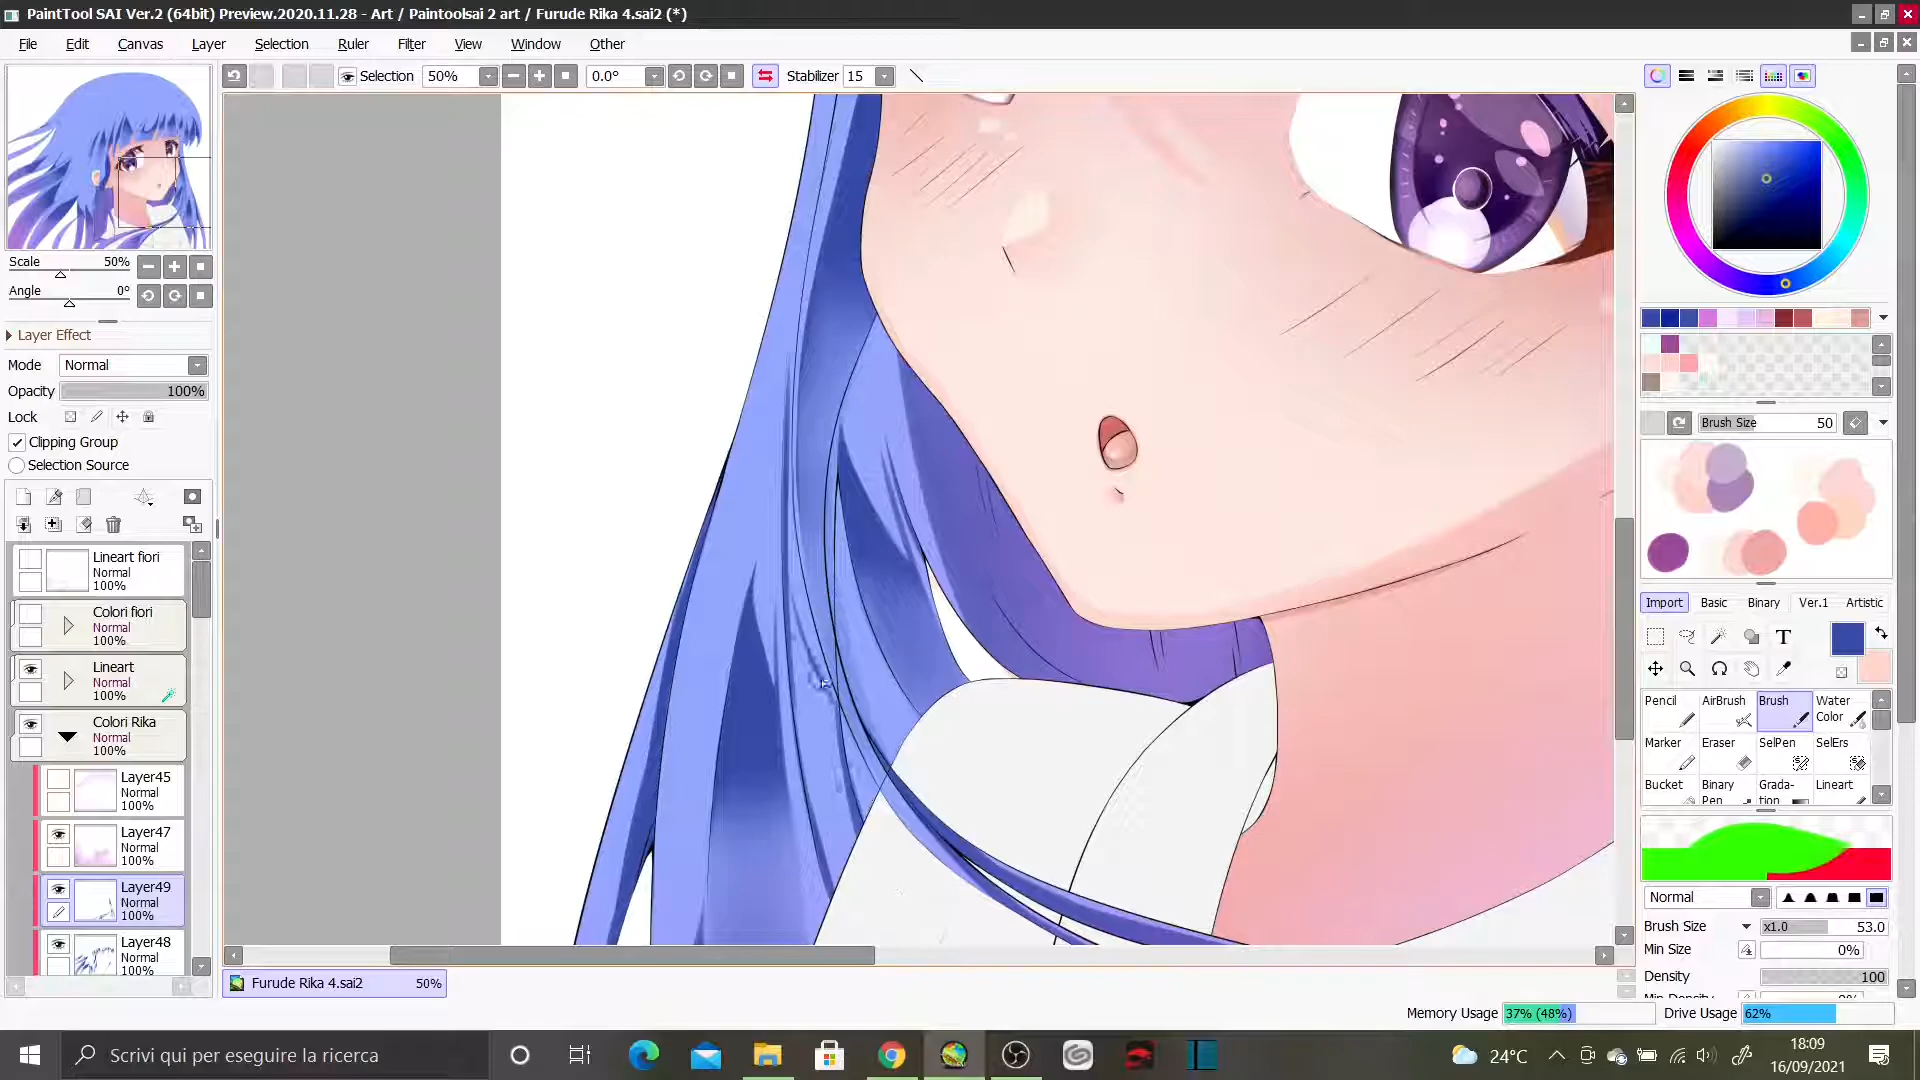 PaintTool SAI Ver.2 (64bit) Preview.2020.11.28 - Art / Paintoolsai 2 art / Furude Rika 4.sai2 (*)
File Edit Canvas Layer Selection Ruler Filter View Window Other
Selection 50% 0.0° Stabilizer 15
Scale 50%
Angle 0°
Layer Effect
Mode Normal
Opacity 100%
Lock
Clipping Group
Selection Source
Lineart fiori
Normal
100%
Colori fiori
Normal
100%
Lineart
Normal
100%
Colori Rika
Normal
100%
Layer45
Normal
100%
Layer47
Normal
100%
Layer49
Normal
100%
Layer48
Normal
100%
Furude Rika 4.sai2 50%
Brush Size 50
Import Basic Binary Ver.1 Artistic
T
Pencil AirBrush Brush Water Color
Marker Eraser SelPen SelErs
Bucket Binary Pen Grada-tion Lineart
Normal
Brush Size x1.0 53.0
Min Size 0%
Density 100
Memory Usage 37% (48%) Drive Usage 62%
Scrivi qui per eseguire la ricerca
24°C
18:09
16/09/2021